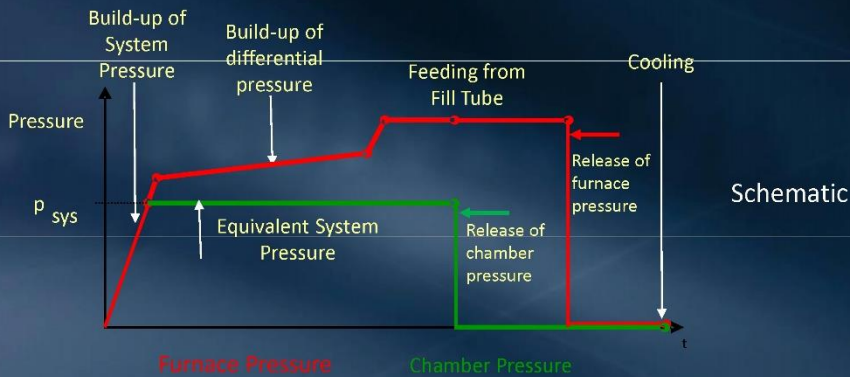 Build-up of
System
Pressure
Build-up of
differential
pressure
Feeding from
Fill Tube
Cooling
Pressure
Release of
furnace
pressure
p sys
Schematic
Equivalent System
Pressure
Release of
chamber
pressure
t
Furnace Pressure
Chamber Pressure